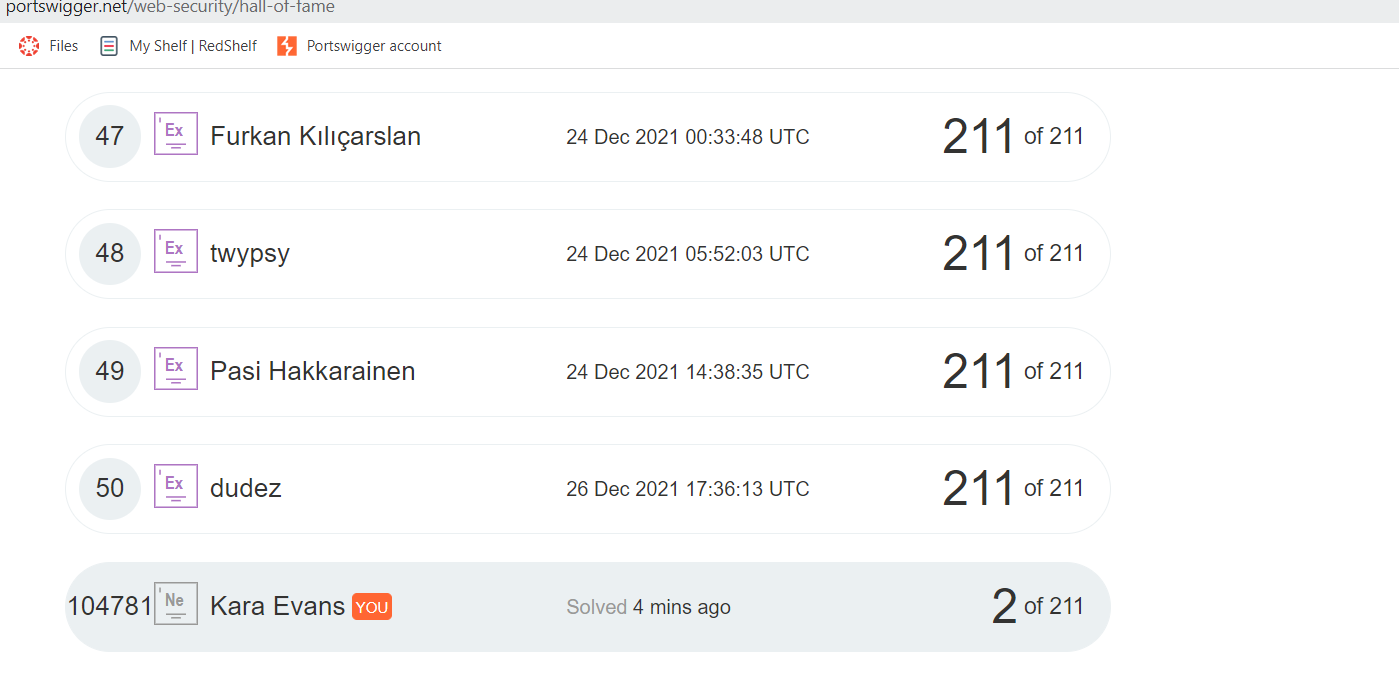 portswigger.net/web-security/hall-of-fame
Files My Shelf | RedShelf Portswigger account
47 Ex Furkan Kılıçarslan 24 Dec 2021 00:33:48 UTC 211 of 211
48 Ex twypsy 24 Dec 2021 05:52:03 UTC 211 of 211
49 Ex Pasi Hakkarainen 24 Dec 2021 14:38:35 UTC 211 of 211
50 Ex dudez 26 Dec 2021 17:36:13 UTC 211 of 211
104781 Ne Kara Evans YOU Solved 4 mins ago 2 of 211